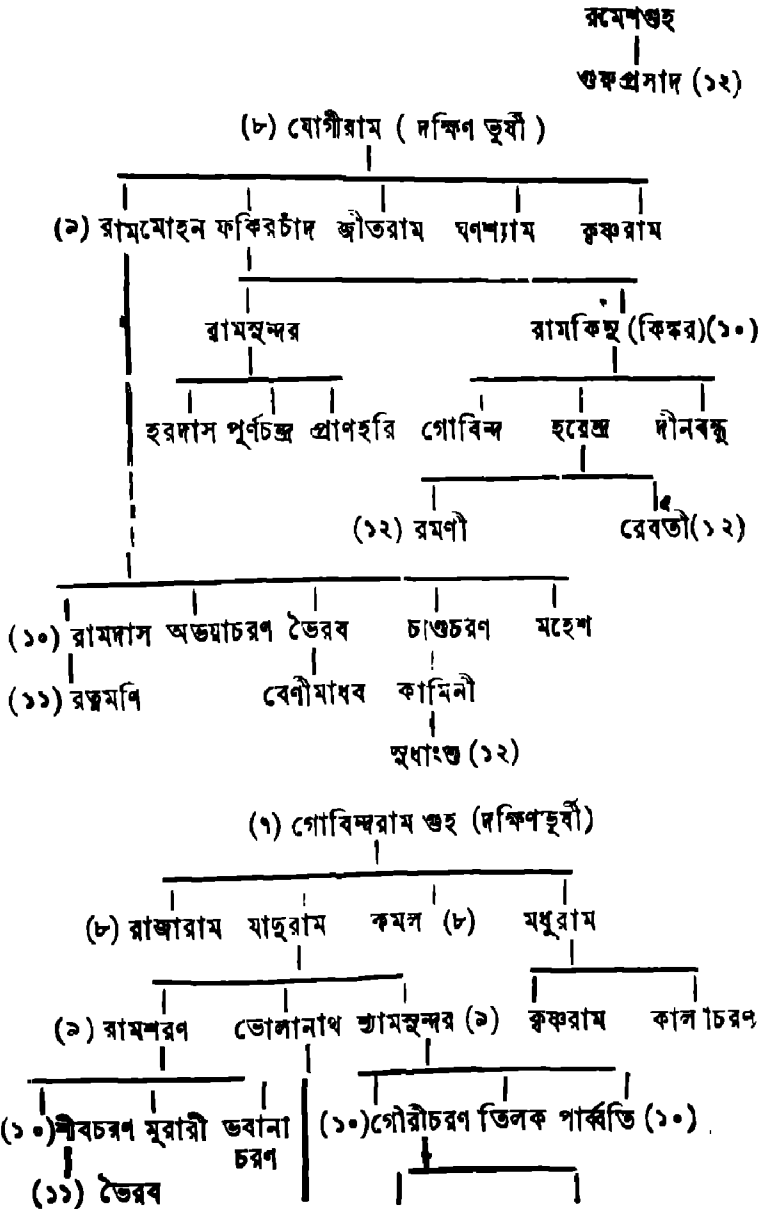 রমেশগুহ
গুরুপ্রসাদ (১২)
(৮) যোগীরাম ( দক্ষিণ ভূর্ষী )
(৯) রামমোহন ফকিরচাঁদ জীতরাম ঘণশ্যাম কৃষ্ণরাম
রামসুন্দর রামকিসু (কিঙ্কর)(১০)
হরদাস পূর্ণচন্দ্র প্রাণহরি গোবিন্দ হরেন্দ্র দীনবন্ধু
(১২) রমণী রেবতী(১২)
(১০) রামদাস অভয়াচরণ ভৈরব চণ্ডিচরণ মহেশ
(১১) রত্নমণি বেণীমাধব কামিনী
সুধাংশু (১২)
(৭) গোবিন্দরাম গুহ (দক্ষিণভূর্ষী)
(৮) রাজারাম যাদুরাম কমল (৮) মধুরাম
(৯) রামশরণ ভোলানাথ শ্যামসুন্দর (৯) কৃষ্ণরাম কালাচরণ
(১০)শীবচরণ মুরারী ভবানা (১০)গৌরীচরণ তিলক পার্ব্বতি (১০)
চরণ
(১১) ভৈরব